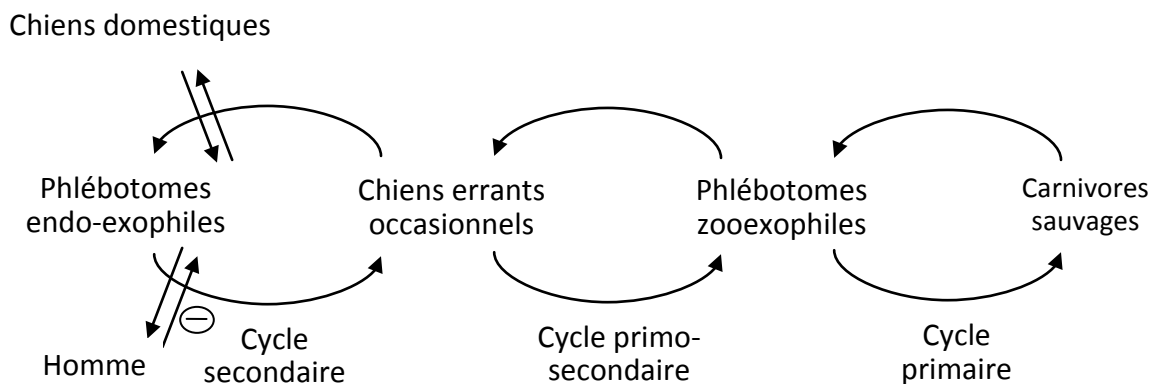 Chiens domestiques
Phlébotomes
endo-exophiles
Chiens errants
occasionnels
Phlébotomes
zooexophiles
Carnivores
sauvages
Homme
Cycle
secondaire
Cycle primo-
secondaire
Cycle
primaire